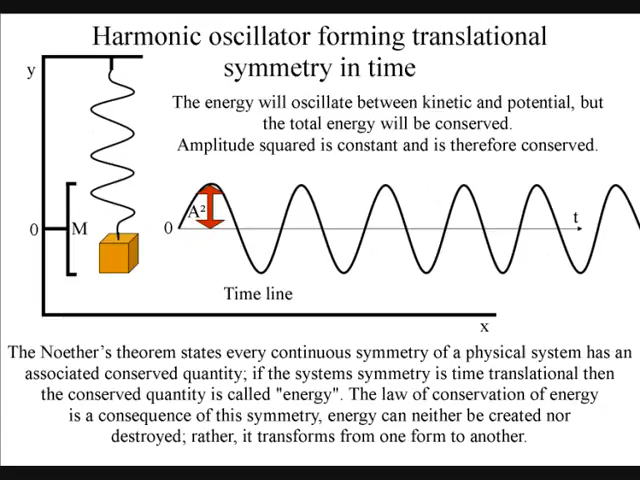 Harmonic oscillator forming translational
symmetry in time
y
The energy will oscillate between kinetic and potential, but
the total energy will be conserved.
Amplitude squared is constant and is therefore conserved.
A²
t
0
M
0
Time line
x
The Noether's theorem states every continuous symmetry of a physical system has an
associated conserved quantity; if the systems symmetry is time translational then
the conserved quantity is called "energy". The law of conservation of energy
is a consequence of this symmetry, energy can neither be created nor
destroyed; rather, it transforms from one form to another.